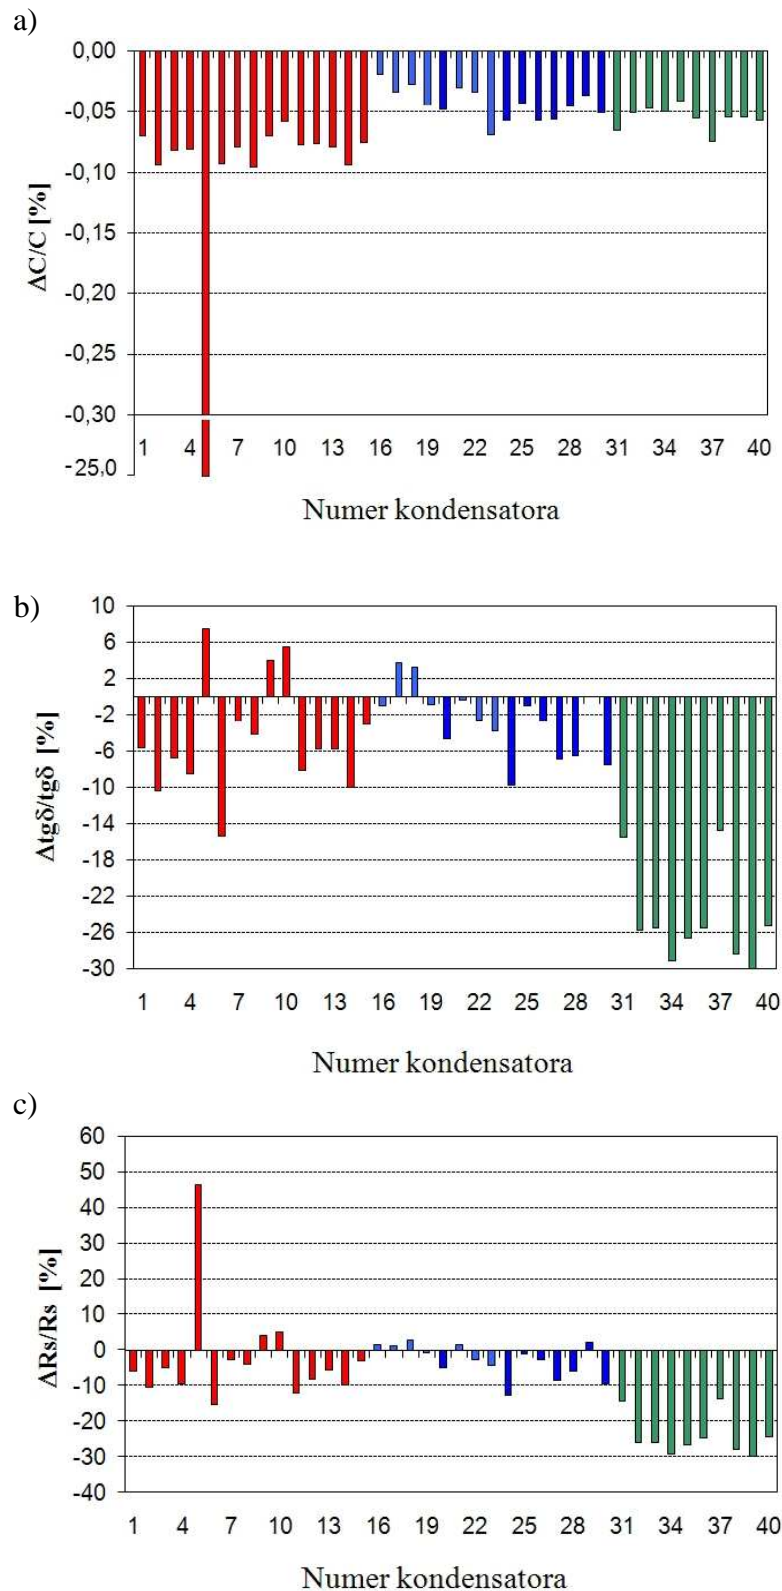 a)
0,00
-0,05
-0,10
-0,15
-0,20
-0,25
-0,30
-25,0
ΔC/C [%]
1 4 7 10 13 16 19 22 25 28 31 34 37 40
Numer kondensatora
b)
10
6
2
-2
-6
-10
-14
-18
-22
-26
-30
Δtgδ/tgδ [%]
1 4 7 10 13 16 19 22 25 28 31 34 37 40
Numer kondensatora
c)
60
50
40
30
20
10
0
-10
-20
-30
-40
ΔRs/Rs [%]
1 4 7 10 13 16 19 22 25 28 31 34 37 40
Numer kondensatora